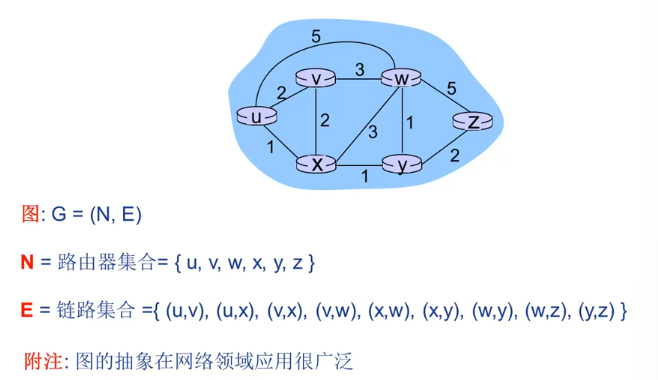 5
v
3
w
2
5
u
2
3
1
z
1
x
1
y
2
图: G = (N, E)
N = 路由器集合= { u, v, w, x, y, z }
E = 链路集合 ={ (u,v), (u,x), (v,x), (v,w), (x,w), (x,y), (w,y), (w,z), (y,z) }
附注: 图的抽象在网络领域应用很广泛